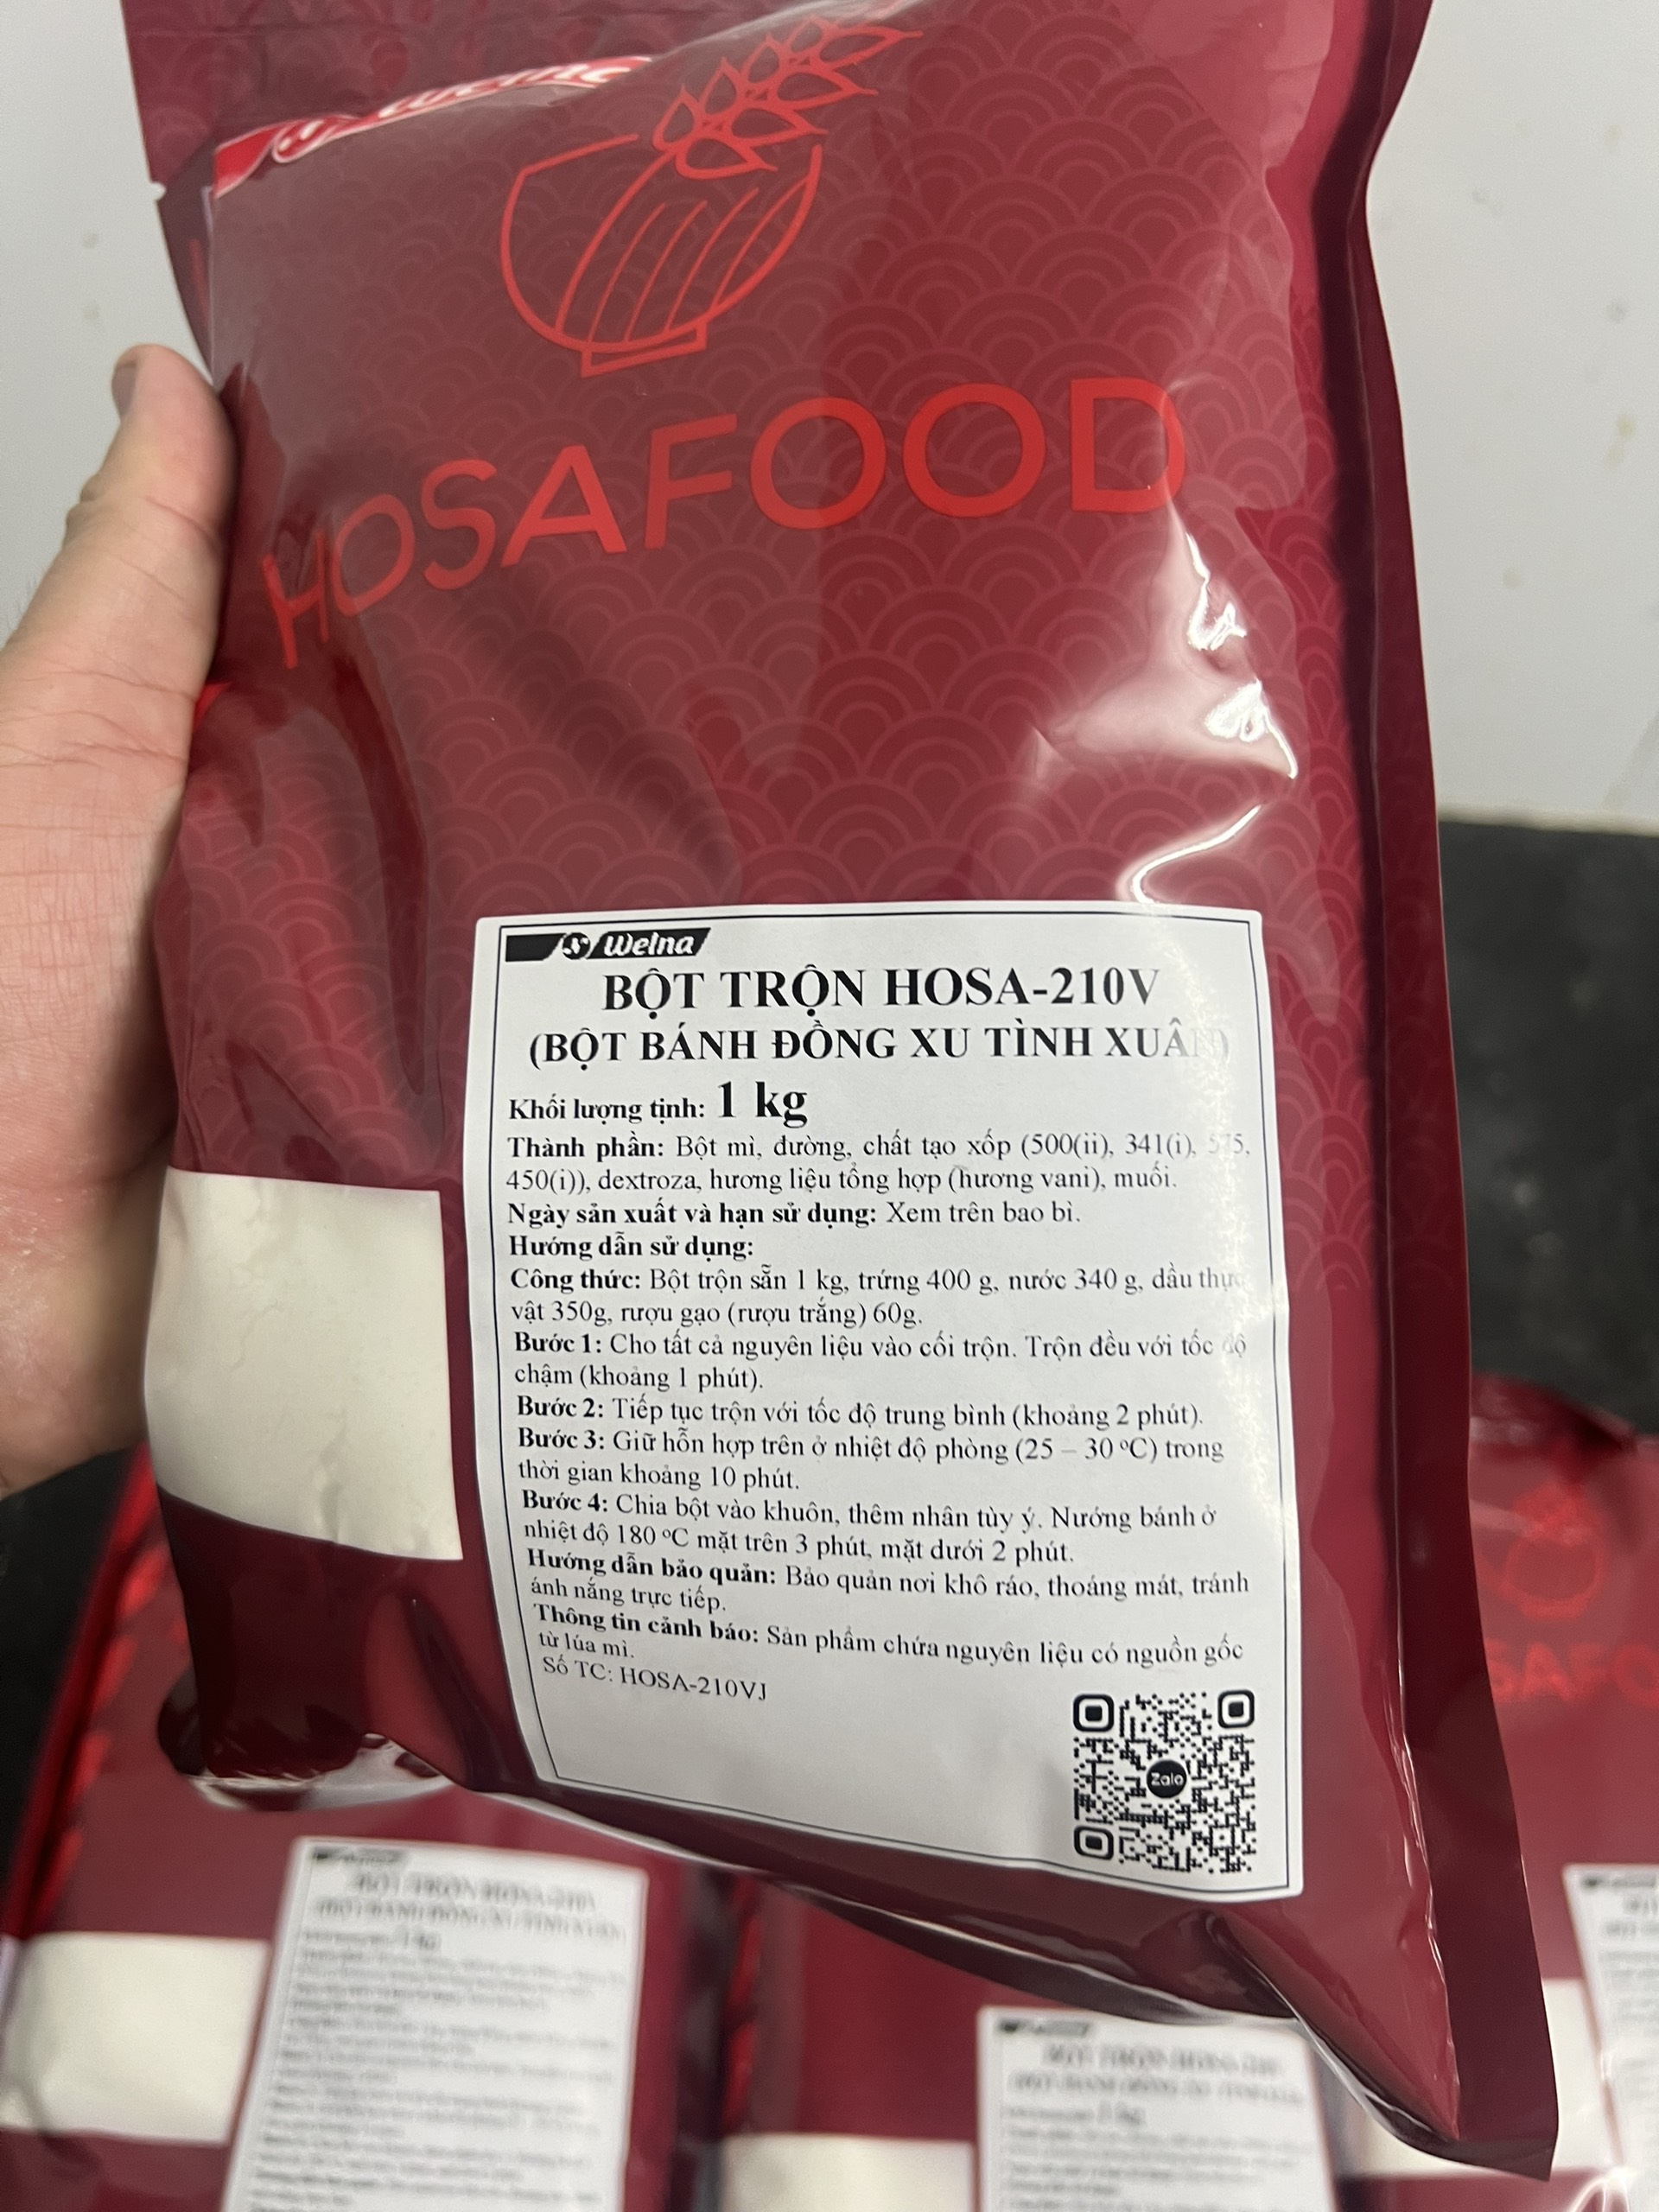 HOSAFOOD
Welna
BỘT TRỘN HOSA-210V
(BỘT BÁNH ĐỒNG XU TÌNH XUÂN)
Khối lượng tịnh: 1 kg
Thành phần: Bột mì, đường, chất tạo xốp (500(ii), 341(i), 575,
450(i)), dextroza, hương liệu tổng hợp (hương vani), muối.
Ngày sản xuất và hạn sử dụng: Xem trên bao bì.
Hướng dẫn sử dụng:
Công thức: Bột trộn sẵn 1 kg, trứng 400 g, nước 340 g, dầu thực
vật 350g, rượu gạo (rượu trắng) 60g.
Bước 1: Cho tất cả nguyên liệu vào cối trộn. Trộn đều với tốc độ
chậm (khoảng 1 phút).
Bước 2: Tiếp tục trộn với tốc độ trung bình (khoảng 2 phút).
Bước 3: Giữ hỗn hợp trên ở nhiệt độ phòng (25 – 30 ºC) trong
thời gian khoảng 10 phút.
Bước 4: Chia bột vào khuôn, thêm nhân tùy ý. Nướng bánh ở
nhiệt độ 180 ºC mặt trên 3 phút, mặt dưới 2 phút.
Hướng dẫn bảo quản: Bảo quản nơi khô ráo, thoáng mát, tránh
ánh nắng trực tiếp.
Thông tin cảnh báo: Sản phẩm chứa nguyên liệu có nguồn gốc
từ lúa mì.
Số TC: HOSA-210VJ
Zalo